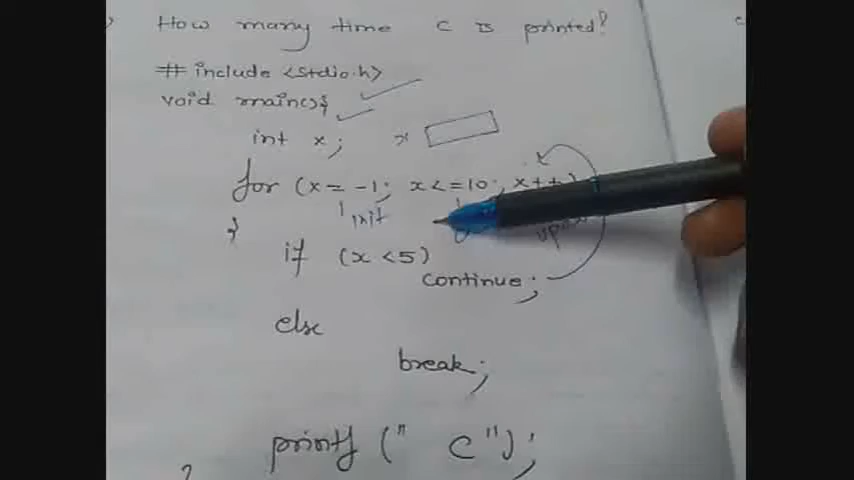 How many time C is printed?
# include <stdio.h>
void main(){
int x; x
for (x = -1; x <= 10; x++)
init
{
if (x < 5)
continue;
else
break;
printf (" C");